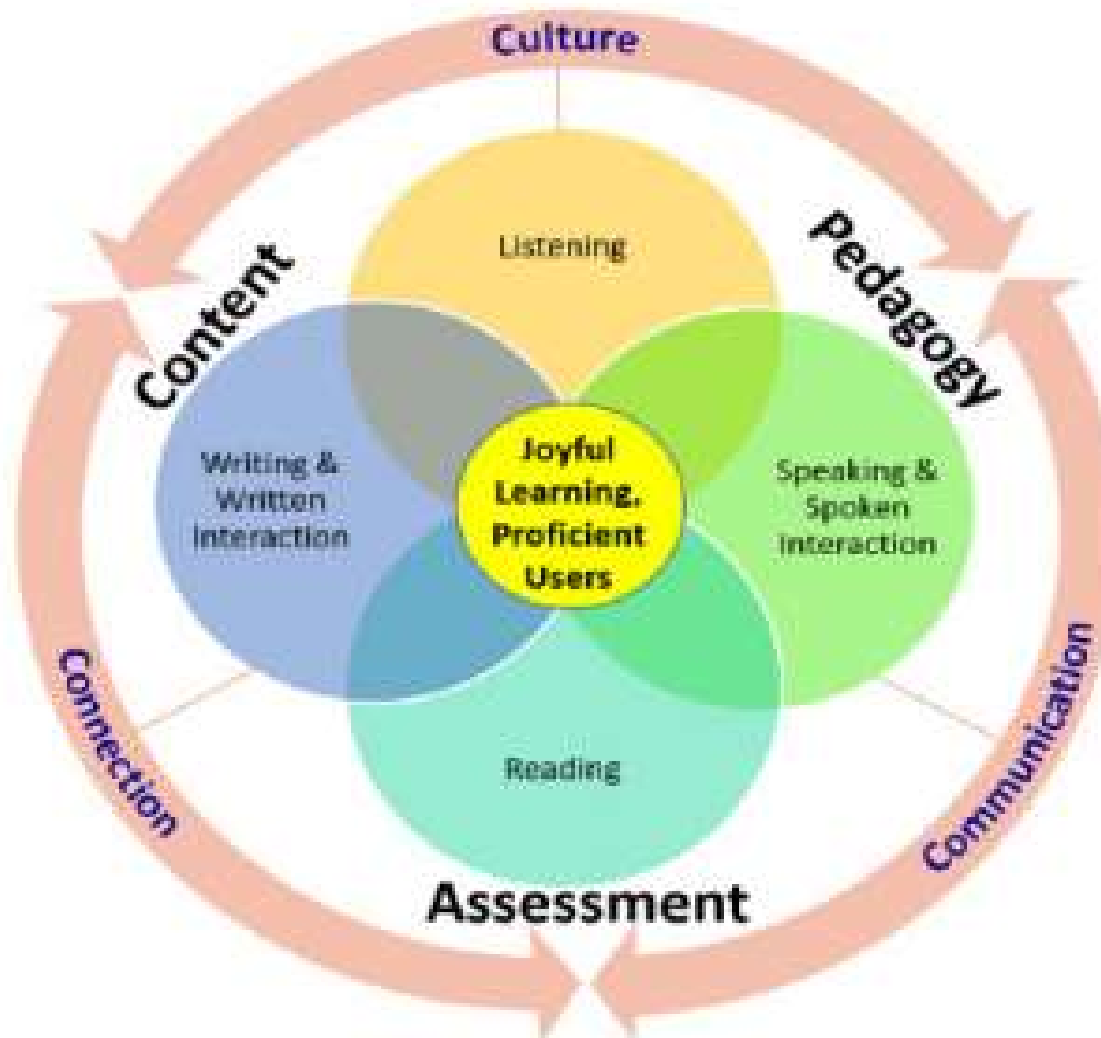 Culture
Content
Pedagogy
Listening
Writing &
Written
Interaction
Joyful
Learning,
Proficient
Users
Speaking &
Spoken
Interaction
Reading
Connection
Communication
Assessment